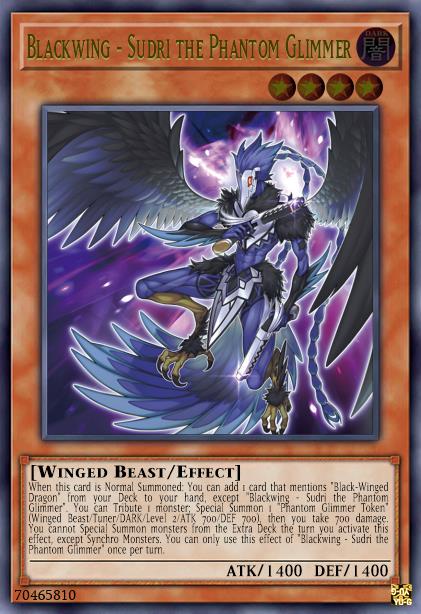 Blackwing - Sudri the Phantom Glimmer
DARK
闇
[Winged Beast/Effect]
When this card is Normal Summoned: You can add 1 card that mentions "Black-Winged
Dragon" from your Deck to your hand, except "Blackwing - Sudri the Phantom
Glimmer". You can Tribute 1 monster; Special Summon 1 "Phantom Glimmer Token"
(Winged Beast/Tuner/DARK/Level 2/ATK 700/DEF 700), then you take 700 damage.
You cannot Special Summon monsters from the Extra Deck the turn you activate this
effect, except Synchro Monsters. You can only use this effect of "Blackwing - Sudri the
Phantom Glimmer" once per turn.
ATK/1400 DEF/1400
70465810